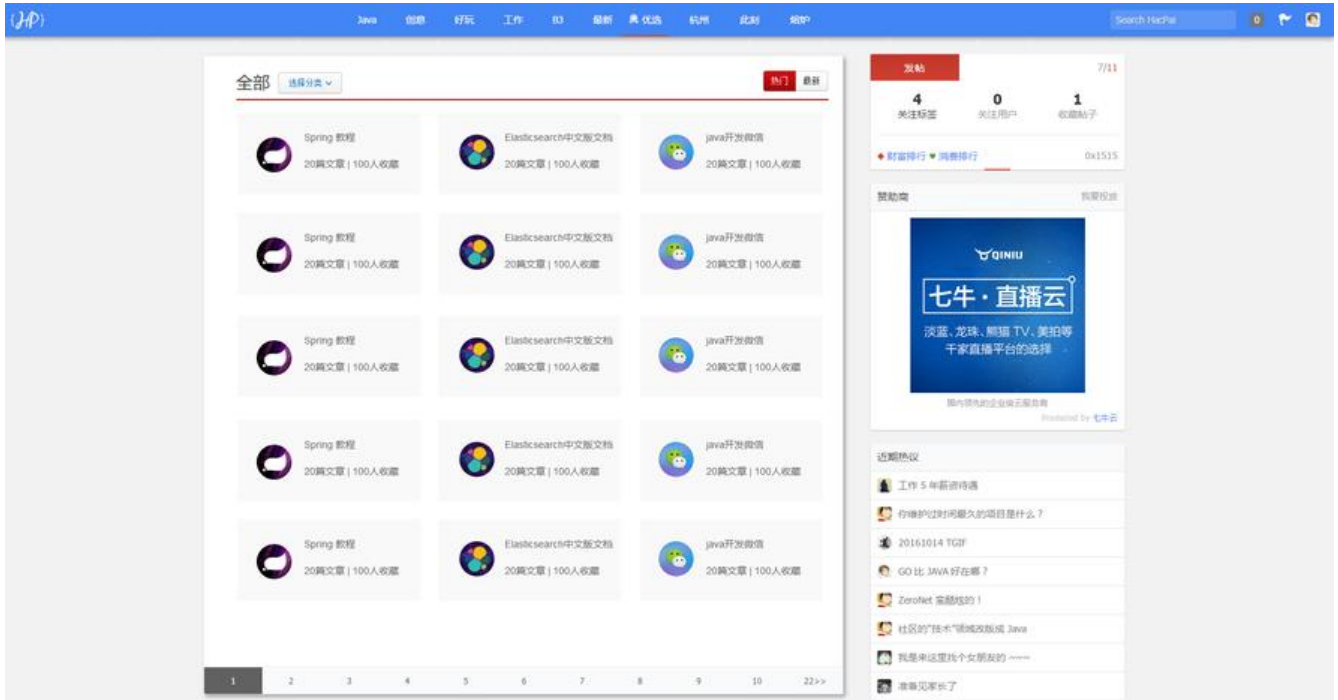 {HP}
Java 创意 好玩 工作 B3 最新 优选 杭州 此刻 熔炉
Search HacPai
0
全部 选择分类
热门 最新
Spring 教程
20篇文章 | 100人收藏
Elasticsearch中文版文档
20篇文章 | 100人收藏
java开发微信
20篇文章 | 100人收藏
Spring 教程
20篇文章 | 100人收藏
Elasticsearch中文版文档
20篇文章 | 100人收藏
java开发微信
20篇文章 | 100人收藏
Spring 教程
20篇文章 | 100人收藏
Elasticsearch中文版文档
20篇文章 | 100人收藏
java开发微信
20篇文章 | 100人收藏
Spring 教程
20篇文章 | 100人收藏
Elasticsearch中文版文档
20篇文章 | 100人收藏
java开发微信
20篇文章 | 100人收藏
Spring 教程
20篇文章 | 100人收藏
Elasticsearch中文版文档
20篇文章 | 100人收藏
java开发微信
20篇文章 | 100人收藏
1 2 3 4 5 6 7 8 9 10 22>>
发帖 7/11
4 0 1
关注标签 关注用户 收藏帖子
财富排行 消费排行 0x1515
赞助商 我要投放
QINIU
七牛·直播云
淡蓝、龙珠、熊猫 TV、美拍等
千家直播平台的选择
国内领先的企业级云服务商
Promoted by 七牛云
近期热议
工作 5 年薪资待遇
你维护过时间最久的项目是什么？
20161014 TGIF
GO 比 JAVA 好在哪？
ZeroNet 蛮酷炫的！
社区的"技术"领域改版成 Java
我是来这里找个女朋友的 ~~~~
准备见家长了